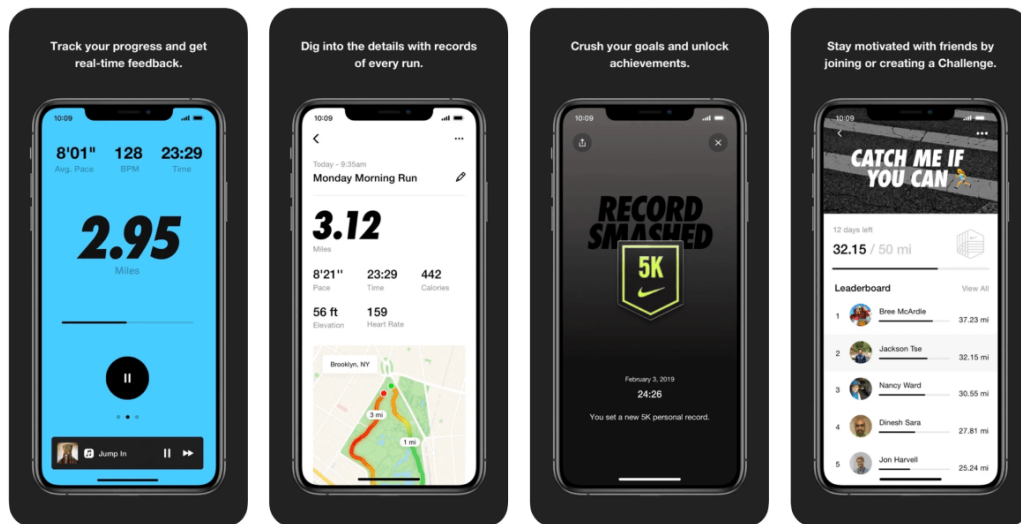 Track your progress and get
real-time feedback.
10:09
8'01" 128 23:29
Avg. Pace BPM Time
2.95
Miles
Jump In
Dig into the details with records
of every run.
10:09
Today - 9:35am
Monday Morning Run
3.12
Miles
8'21'' 23:29 442
Pace Time Calories
56 ft 159
Elevation Heart Rate
Brooklyn, NY
3 mi
1 mi
Crush your goals and unlock
achievements.
10:09
RECORD
SMASHED
5K
February 3, 2019
24:26
You set a new 5K personal record.
Stay motivated with friends by
joining or creating a Challenge.
10:09
CATCH ME IF
YOU CAN
12 days left
32.15 / 50 mi
Leaderboard View All
1 Bree McArdle 37.23 mi
2 Jackson Tse 32.15 mi
3 Nancy Ward 30.55 mi
4 Dinesh Sara 27.81 mi
5 Jon Harvell 25.24 mi